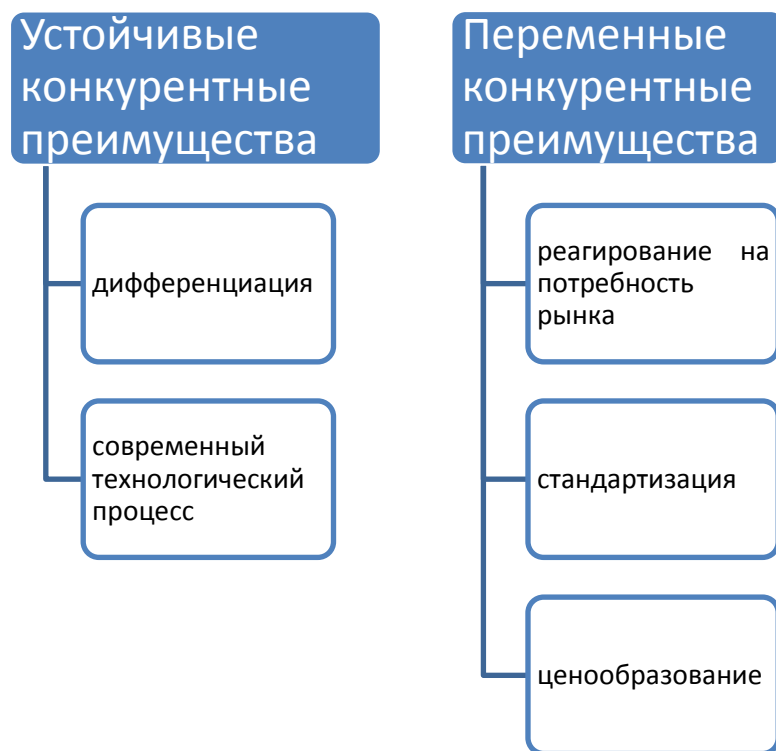 Устойчивые
конкурентные
преимущества
дифференциация
современный
технологический
процесс
Переменные
конкурентные
преимущества
реагирование на
потребность
рынка
стандартизация
ценообразование